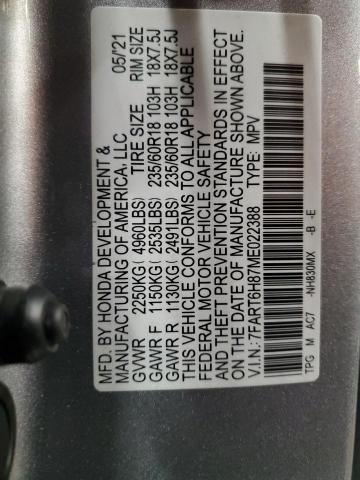 MFD. BY HONDA DEVELOPMENT & 05/'21
MANUFACTURING OF AMERICA, LLC
TIRE SIZE RIM SIZE
GVWR 2250KG ( 4960LBS)
GAWR F 1150KG ( 2535LBS) 235/60R18 103H 18X7.5J
GAWR R 1130KG ( 2491LBS) 235/60R18 103H 18X7.5J
THIS VEHICLE CONFORMS TO ALL APPLICABLE
FEDERAL MOTOR VEHICLE SAFETY
AND THEFT PREVENTION STANDARDS IN EFFECT
ON THE DATE OF MANUFACTURE SHOWN ABOVE.
V.I.N.: 7FART6H87ME022388 TYPE: MPV
TPG M AC7 -NH830MX -B -E